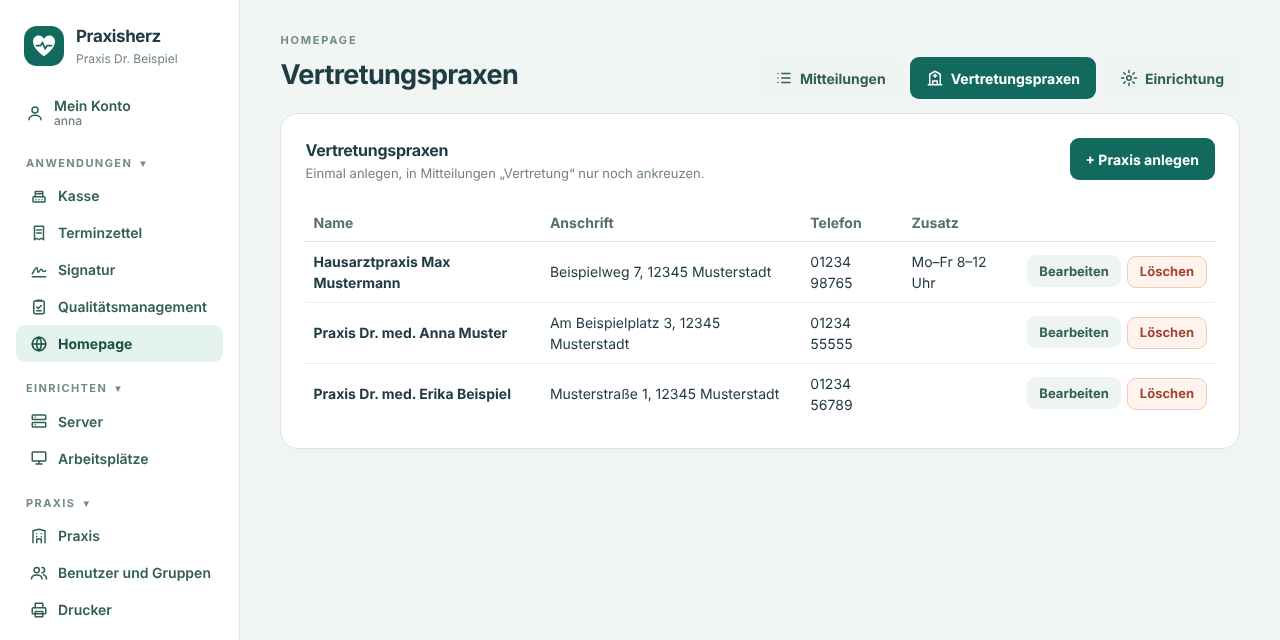 Praxisherz
Praxis Dr. Beispiel
Mein Konto
anna
ANWENDUNGEN ▾
Kasse
Terminzettel
Signatur
Qualitätsmanagement
Homepage
EINRICHTEN ▾
Server
Arbeitsplätze
PRAXIS ▾
Praxis
Benutzer und Gruppen
Drucker
HOMEPAGE
Vertretungspraxen
Mitteilungen
Vertretungspraxen
Einrichtung
Vertretungspraxen
Einmal anlegen, in Mitteilungen „Vertretung“ nur noch ankreuzen.
+ Praxis anlegen
Name Anschrift Telefon Zusatz
Hausarztpraxis Max
Mustermann
Beispielweg 7, 12345 Musterstadt
01234
98765
Mo–Fr 8–12
Uhr
Bearbeiten Löschen
Praxis Dr. med. Anna Muster
Am Beispielplatz 3, 12345
Musterstadt
01234
55555
Bearbeiten Löschen
Praxis Dr. med. Erika Beispiel
Musterstraße 1, 12345 Musterstadt
01234
56789
Bearbeiten Löschen